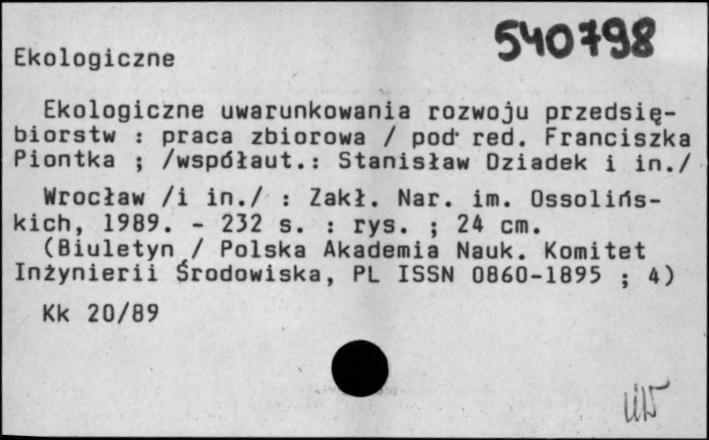 540798
Ekologiczne
Ekologiczne uwarunkowania rozwoju przedsię-
biorstw : praca zbiorowa / pod red. Franciszka
Piontka ; /współaut.: Stanisław Dziadek i in./
Wrocław /i in./ : Zakł. Nar. im. Ossolińs-
kich, 1989. - 232 s. : rys. ; 24 cm.
(Biuletyn / Polska Akademia Nauk. Komitet
Inżynierii Środowiska, PL ISSN 0860-1895 ; 4)
Kk 20/89